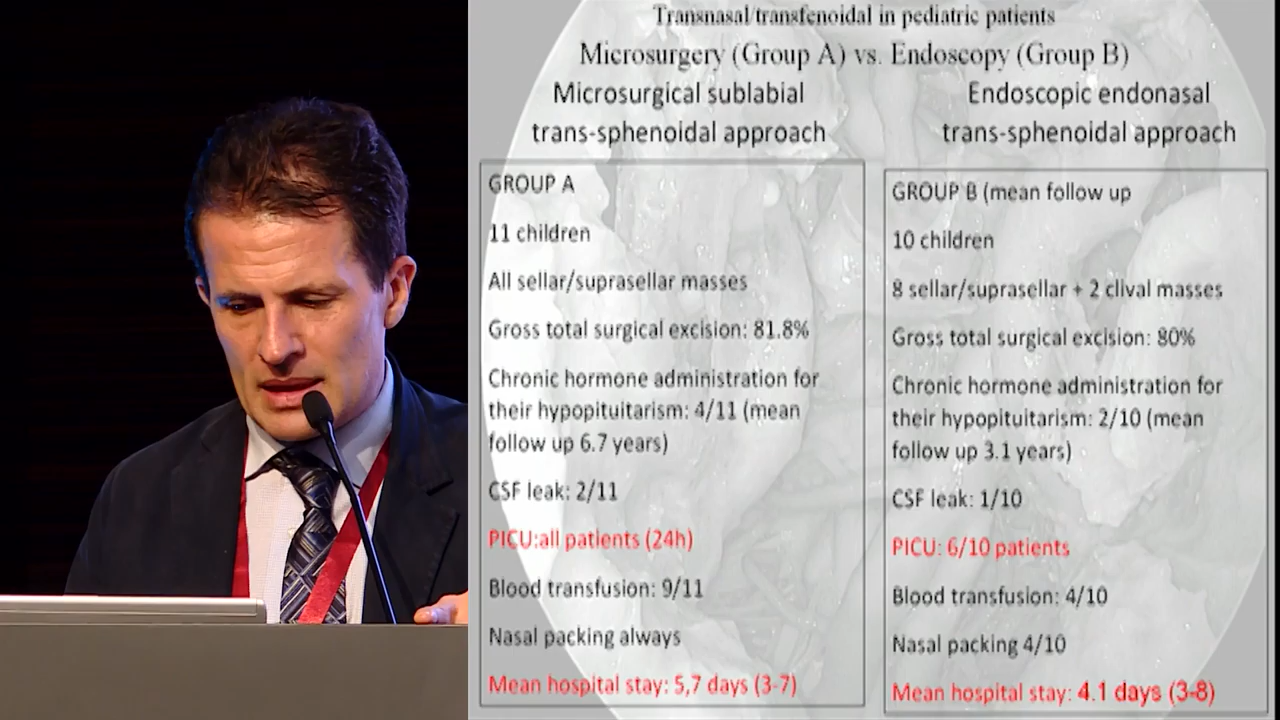 Transnasal/transfenoidal in pediatric patients
Microsurgery (Group A) vs. Endoscopy (Group B)
Microsurgical sublabial
trans-sphenoidal approach
GROUP A
11 children
All sellar/suprasellar masses
Gross total surgical excision: 81.8%
Chronic hormone administration for
their hypopituitarism: 4/11 (mean
follow up 6.7 years)
CSF leak: 2/11
PICU:all patients (24h)
Blood transfusion: 9/11
Nasal packing always
Mean hospital stay: 5,7 days (3-7)
Endoscopic endonasal
trans-sphenoidal approach
GROUP B (mean follow up
10 children
8 sellar/suprasellar + 2 clival masses
Gross total surgical excision: 80%
Chronic hormone administration for
their hypopituitarism: 2/10 (mean
follow up 3.1 years)
CSF leak: 1/10
PICU: 6/10 patients
Blood transfusion: 4/10
Nasal packing 4/10
Mean hospital stay: 4.1 days (3-8)